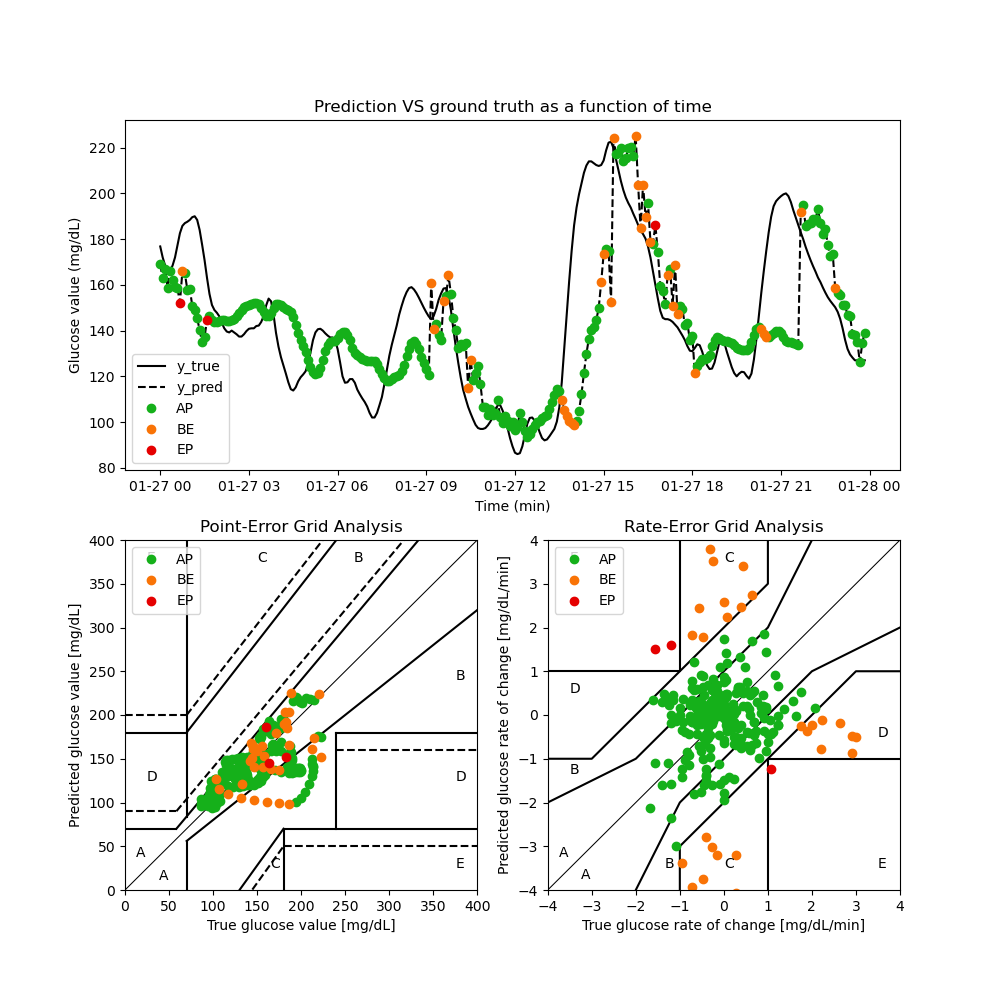 Prediction VS ground truth as a function of time
Glucose value (mg/dL)
220
200
180
160
140
120
100
80
y_true
y_pred
AP
BE
EP
01-27 00 01-27 03 01-27 06 01-27 09 01-27 12 01-27 15 01-27 18 01-27 21 01-28 00
Time (min)
Point-Error Grid Analysis
Predicted glucose value [mg/dL]
400
350
300
250
200
150
100
50
0
AP
BE
EP
C
B
B
D
D
A
A
C
E
0 50 100 150 200 250 300 350 400
True glucose value [mg/dL]
Rate-Error Grid Analysis
Predicted glucose rate of change [mg/dL/min]
4
3
2
1
0
−1
−2
−3
−4
AP
BE
EP
C
D
D
B
A
A
B
C
E
−4 −3 −2 −1 0 1 2 3 4
True glucose rate of change [mg/dL/min]